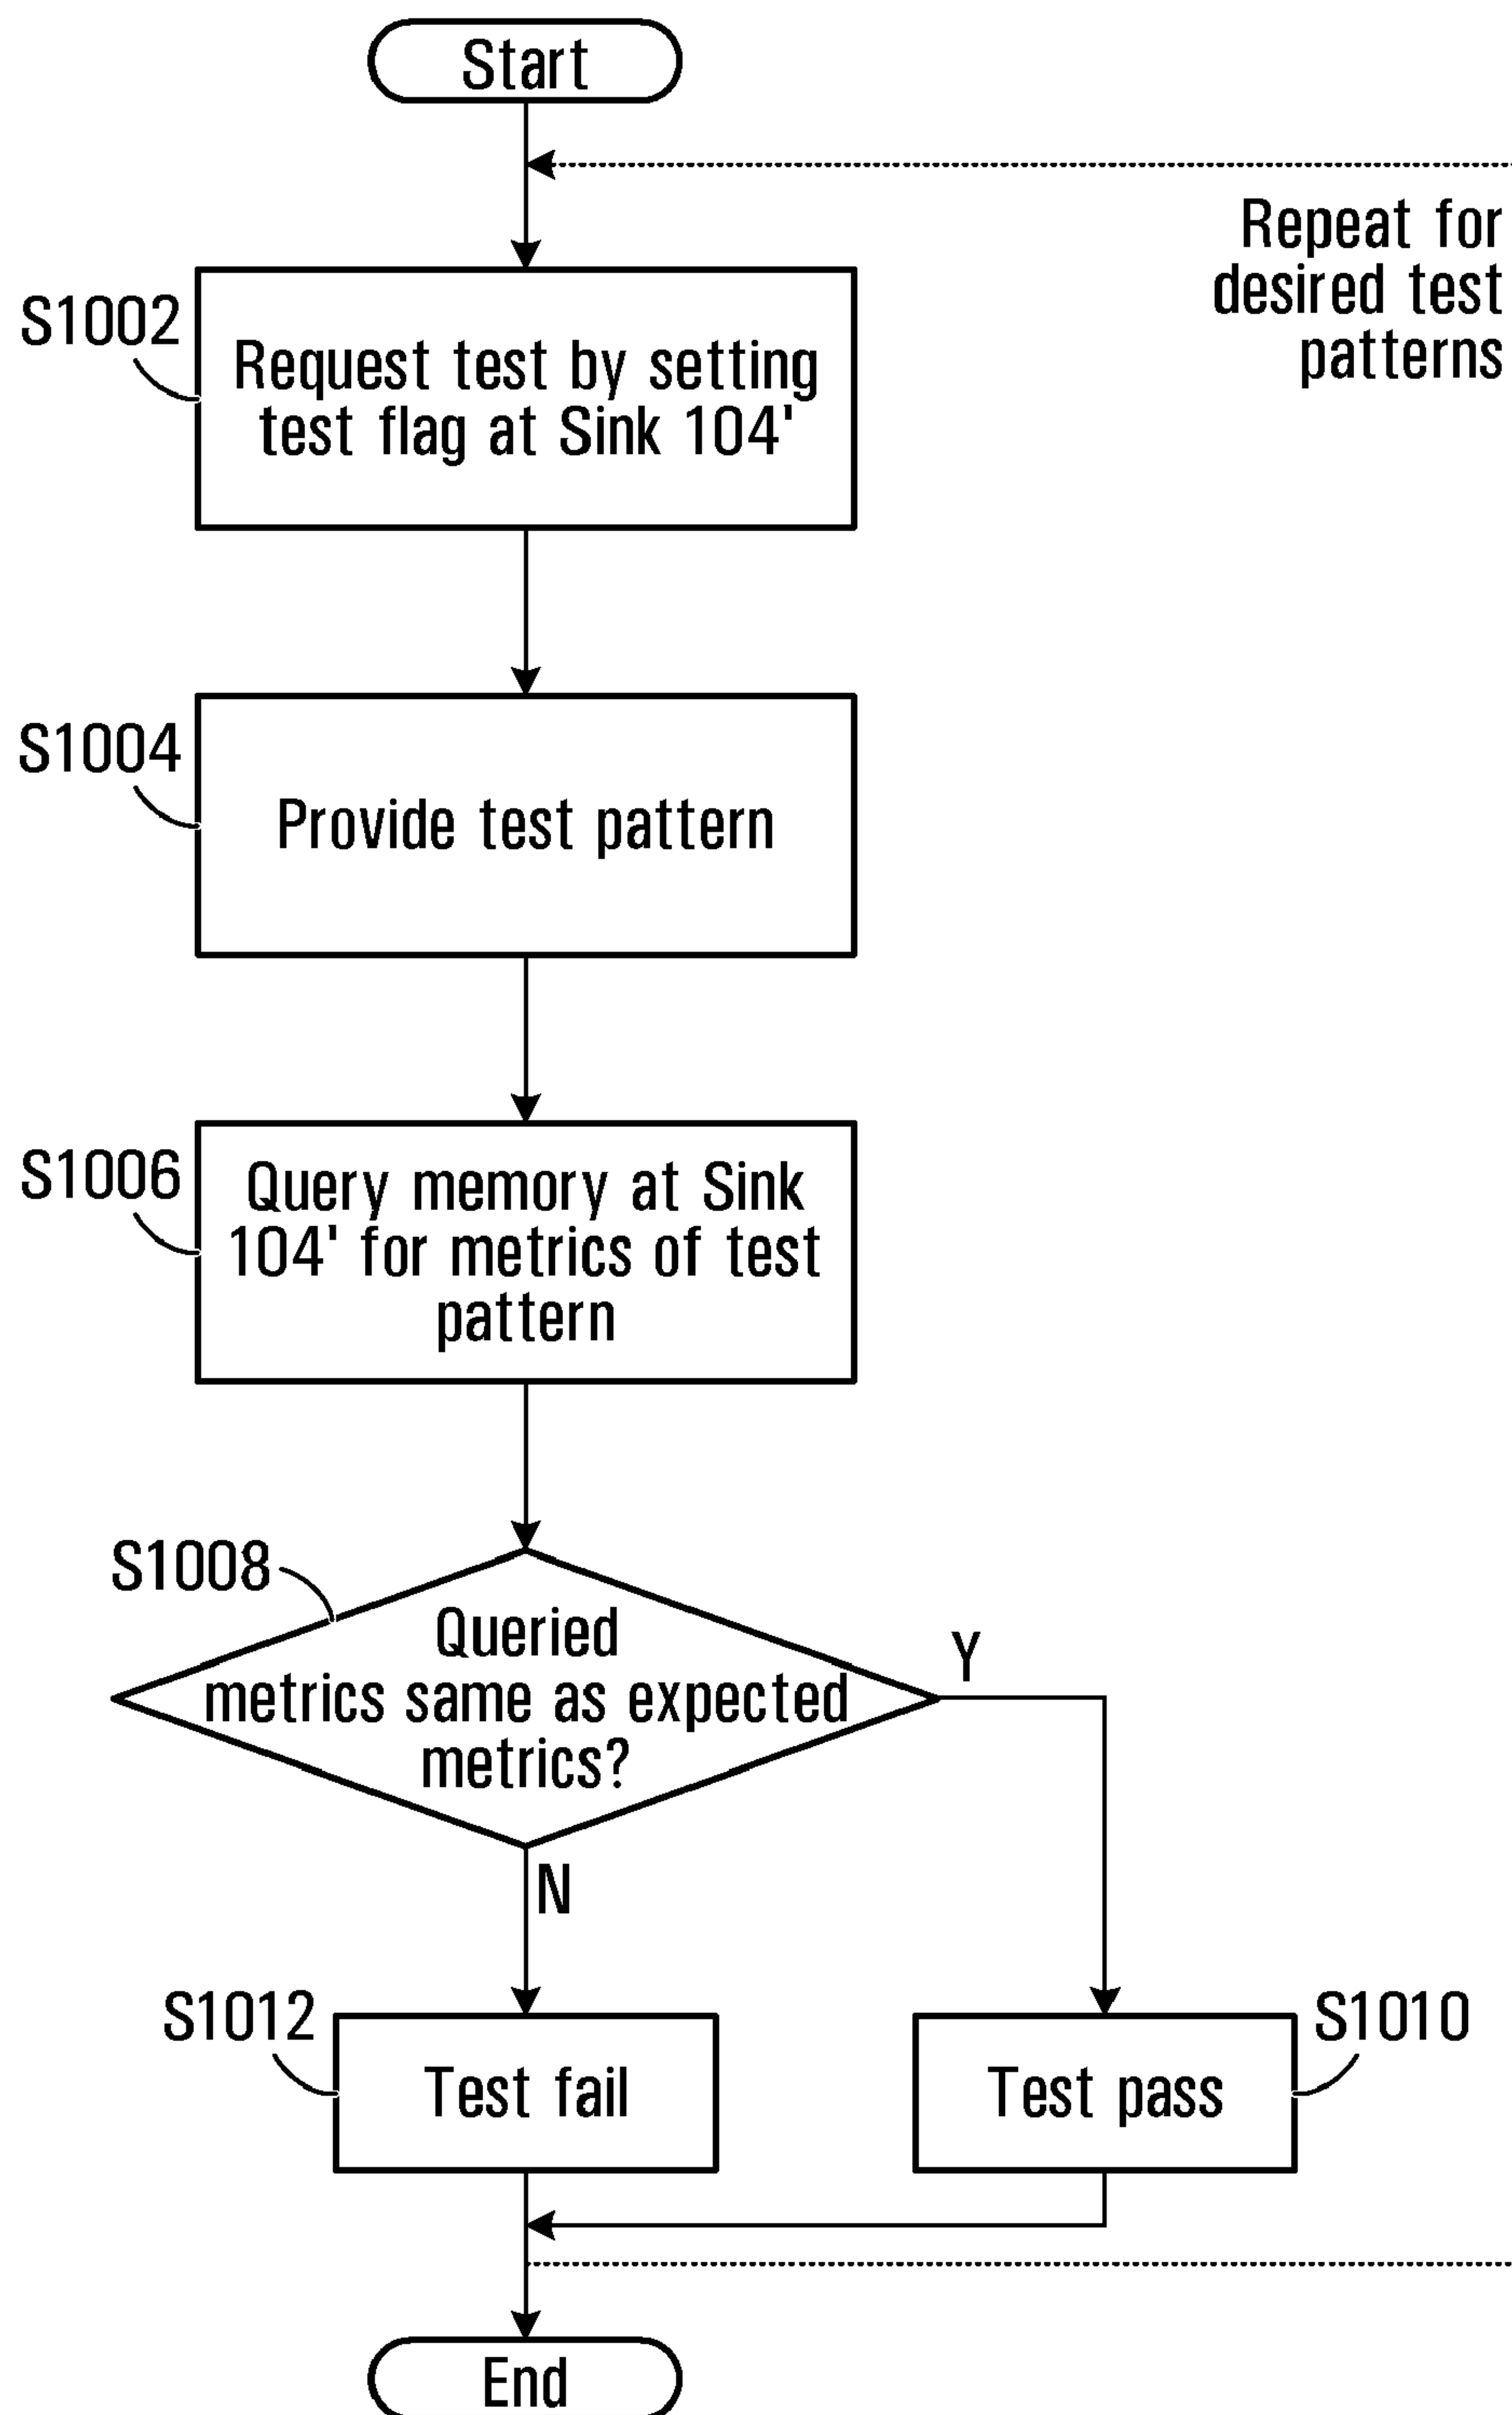 Start
Repeat for
desired test
patterns
S1002
Request test by setting
test flag at Sink 104'
S1004
Provide test pattern
S1006
Query memory at Sink
104' for metrics of test
pattern
S1008
Queried
metrics same as expected
metrics?
Y
N
S1012
Test fail
S1010
Test pass
End